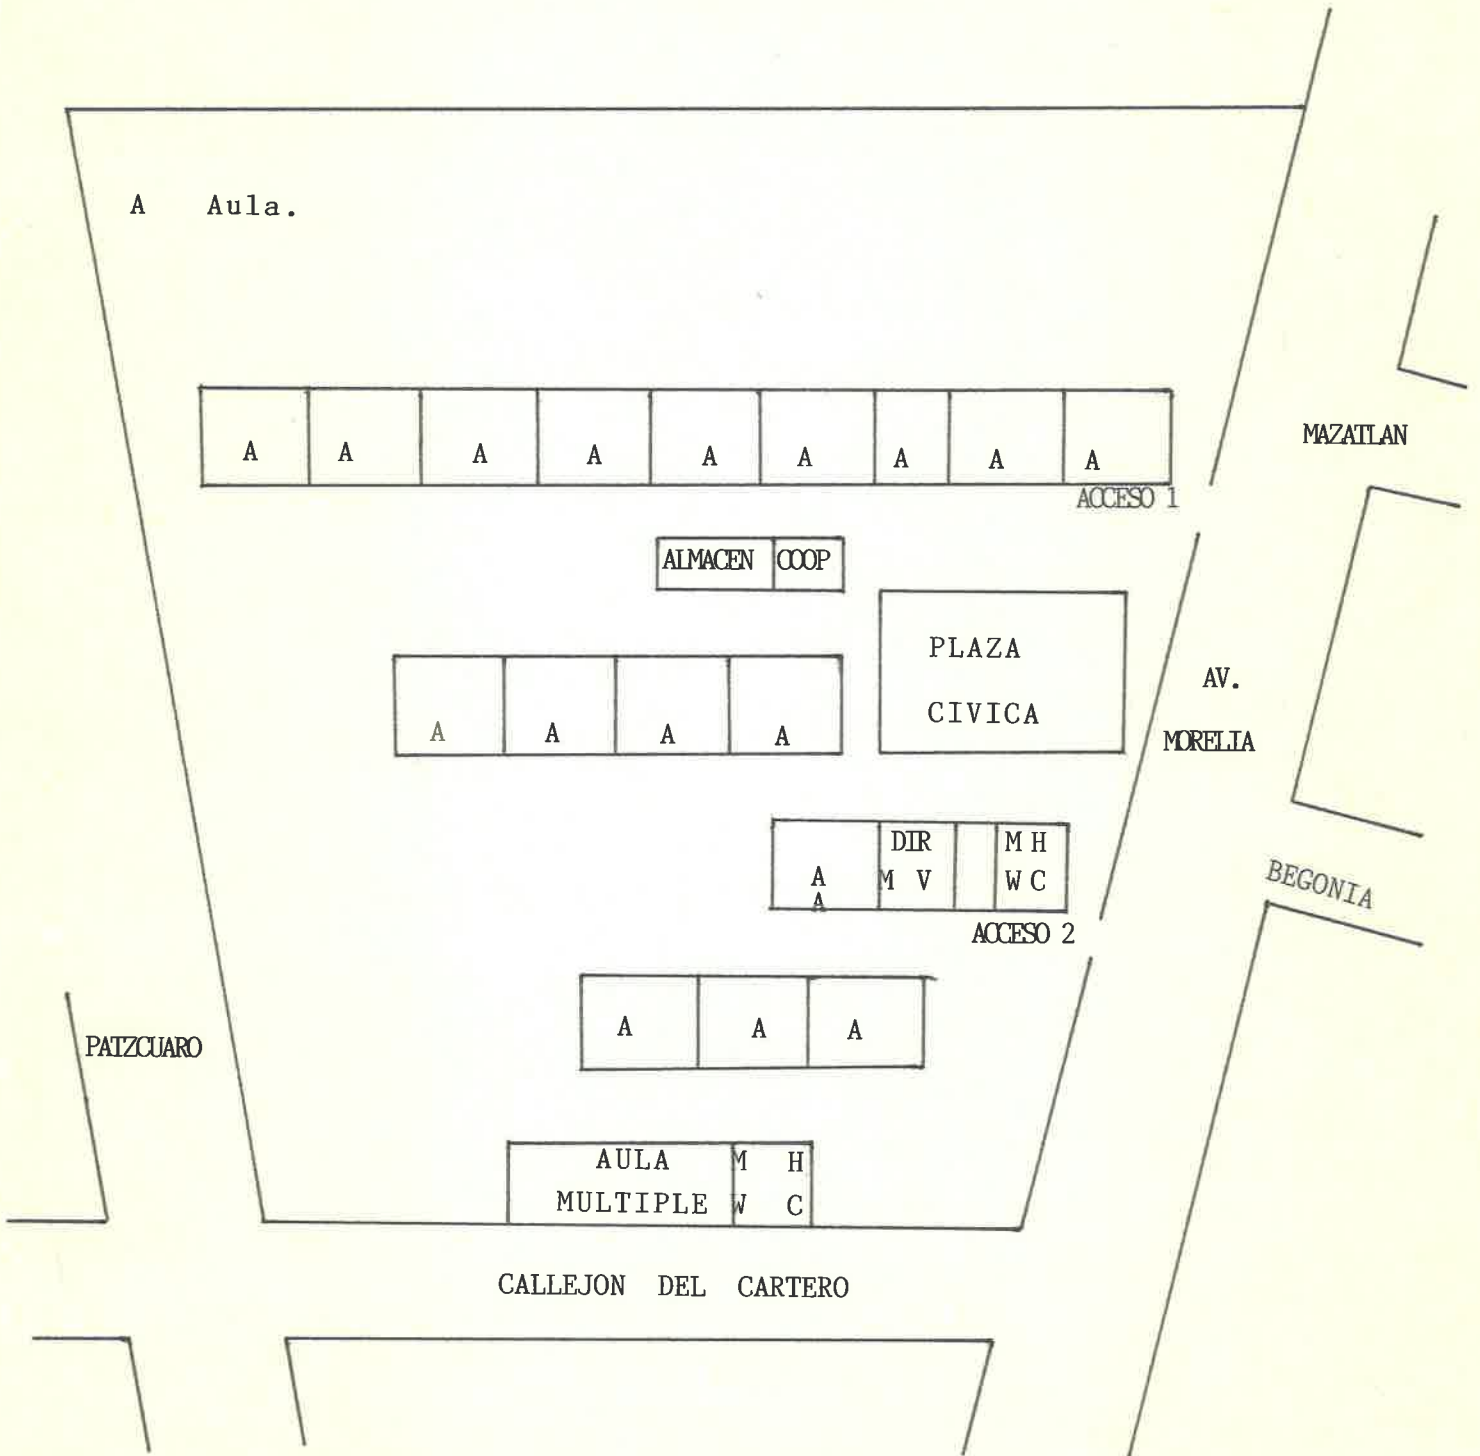 A Aula.
A A A A A A A A A
MAZATLAN
ACCESO 1
ALMACEN COOP
PLAZA
CIVICA
AV.
MORELIA
A A A A
DIR
M V
M H
W C
A
A
BEGONIA
ACCESO 2
A A A
PATZCUARO
AULA
MULTIPLE
M H
W C
CALLEJON DEL CARTERO